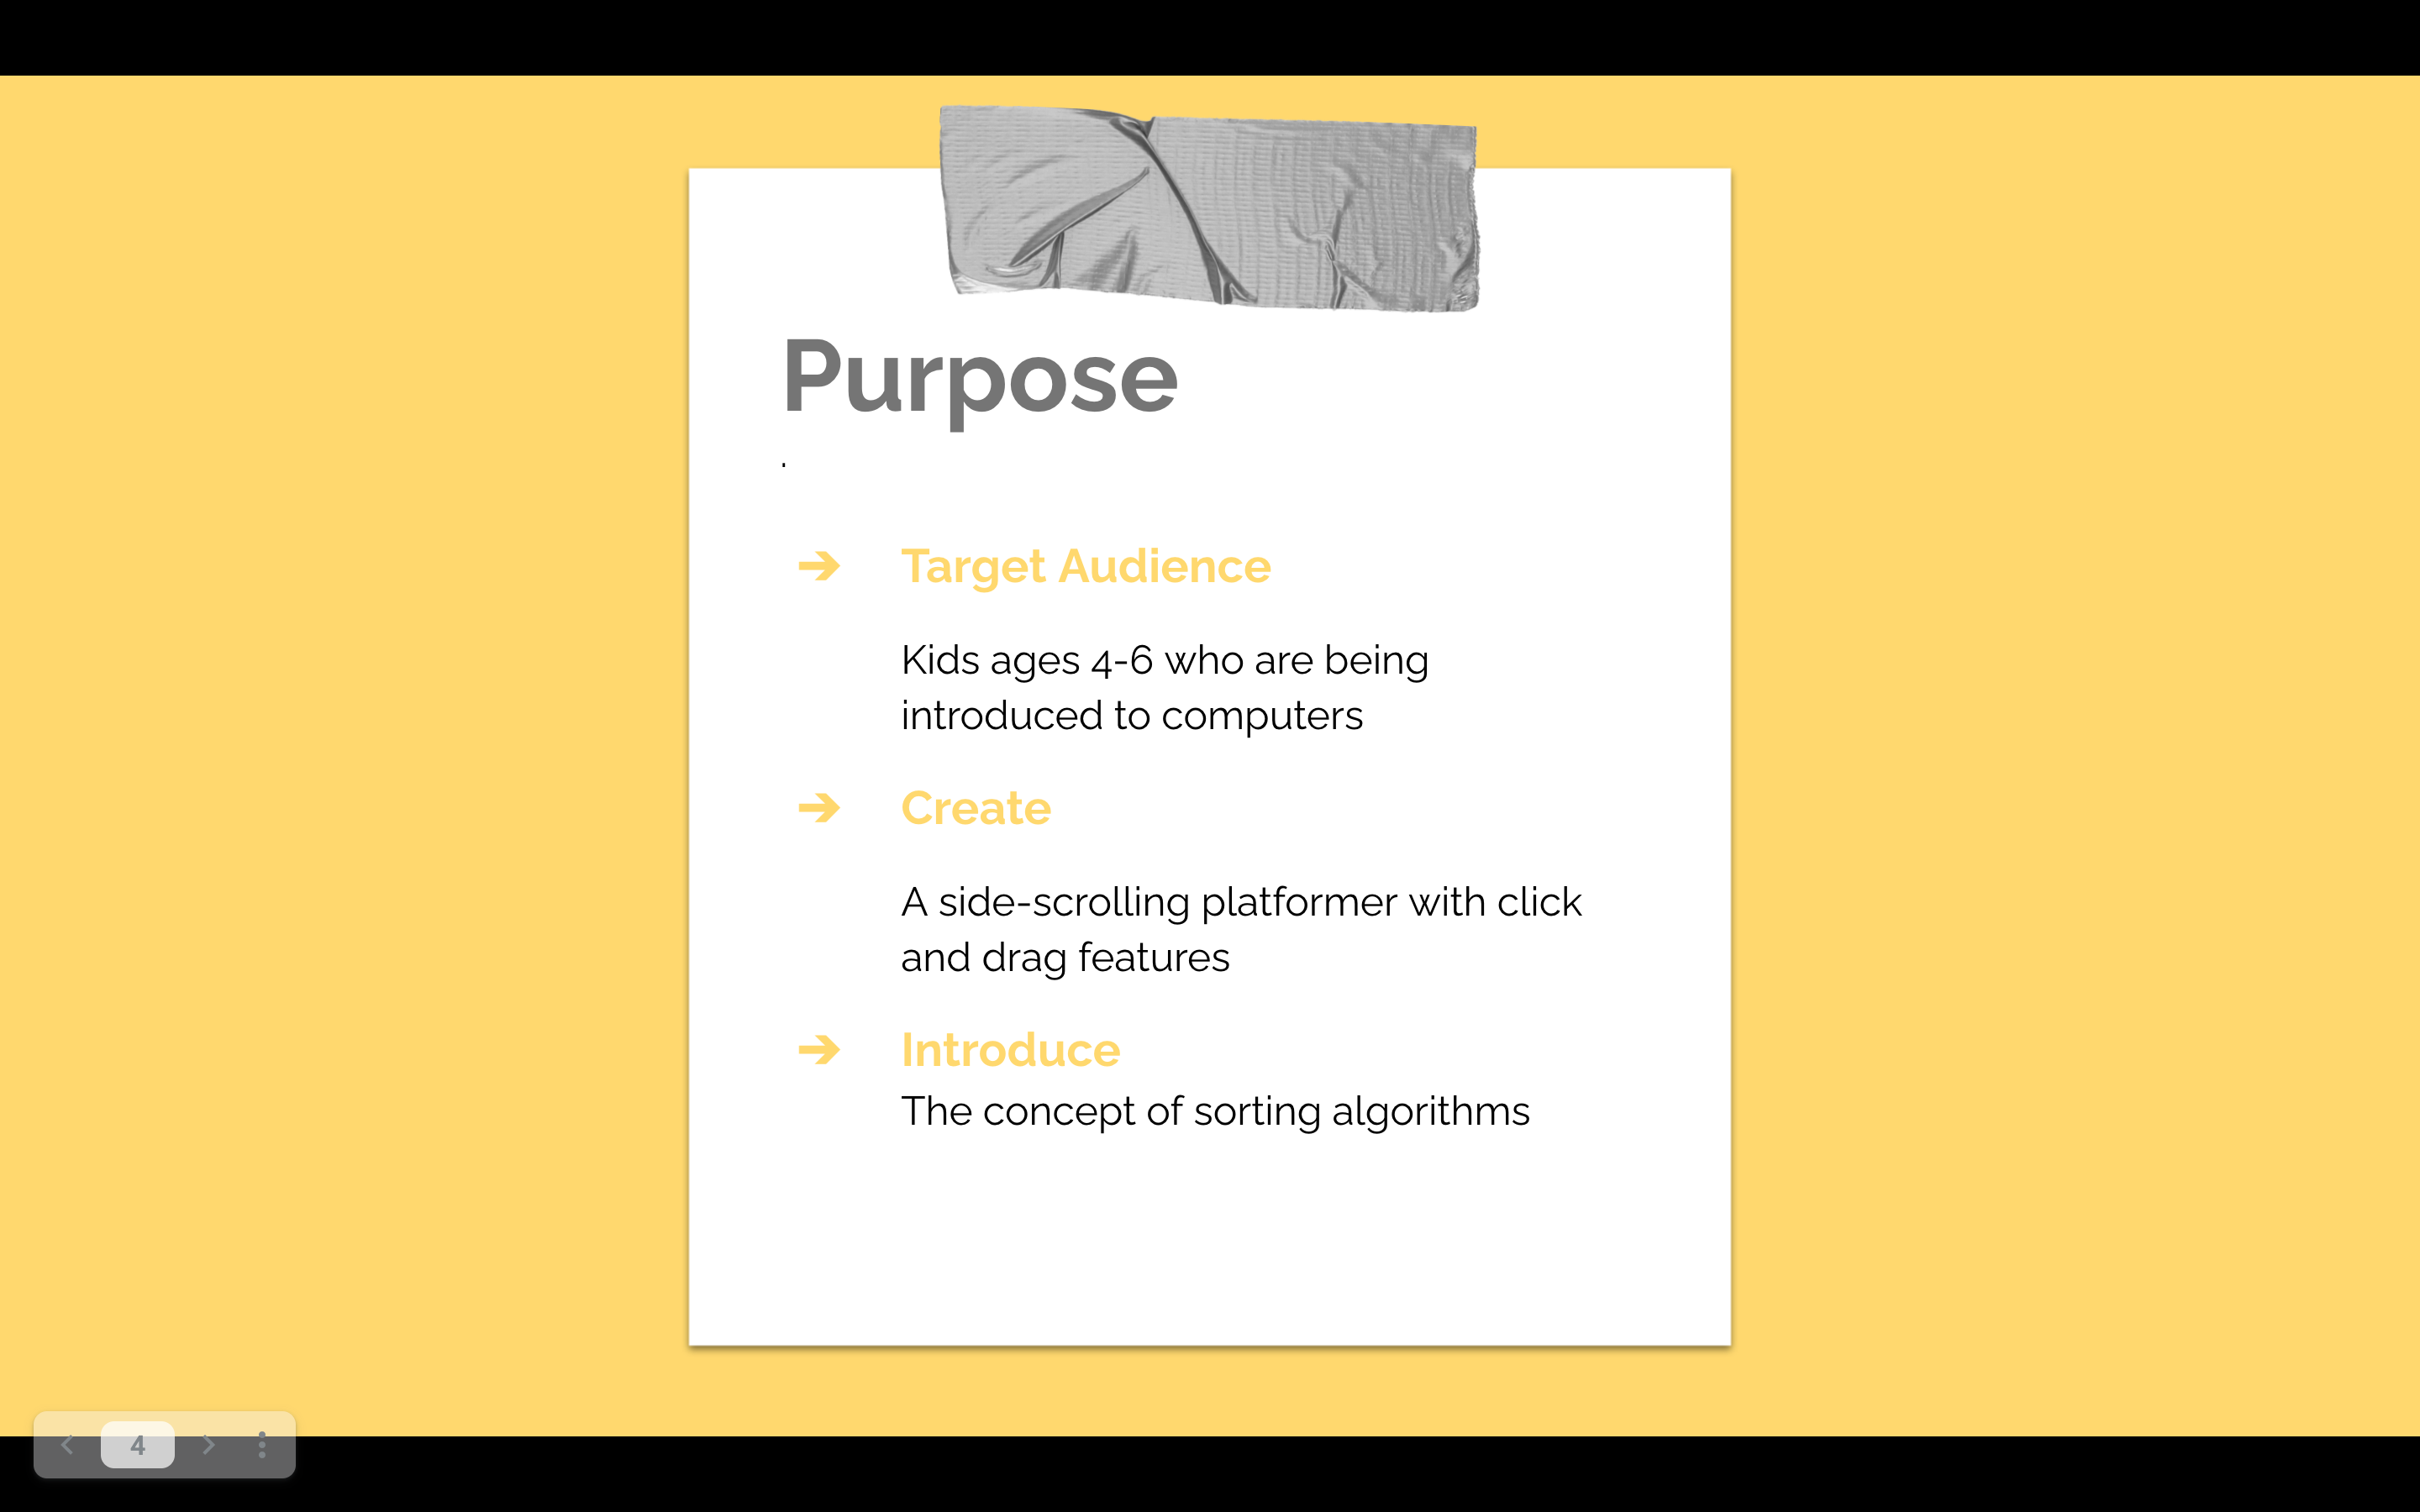 Purpose
.
➔ Target Audience
Kids ages 4-6 who are being
introduced to computers
➔ Create
A side-scrolling platformer with click
and drag features
➔ Introduce
The concept of sorting algorithms
4